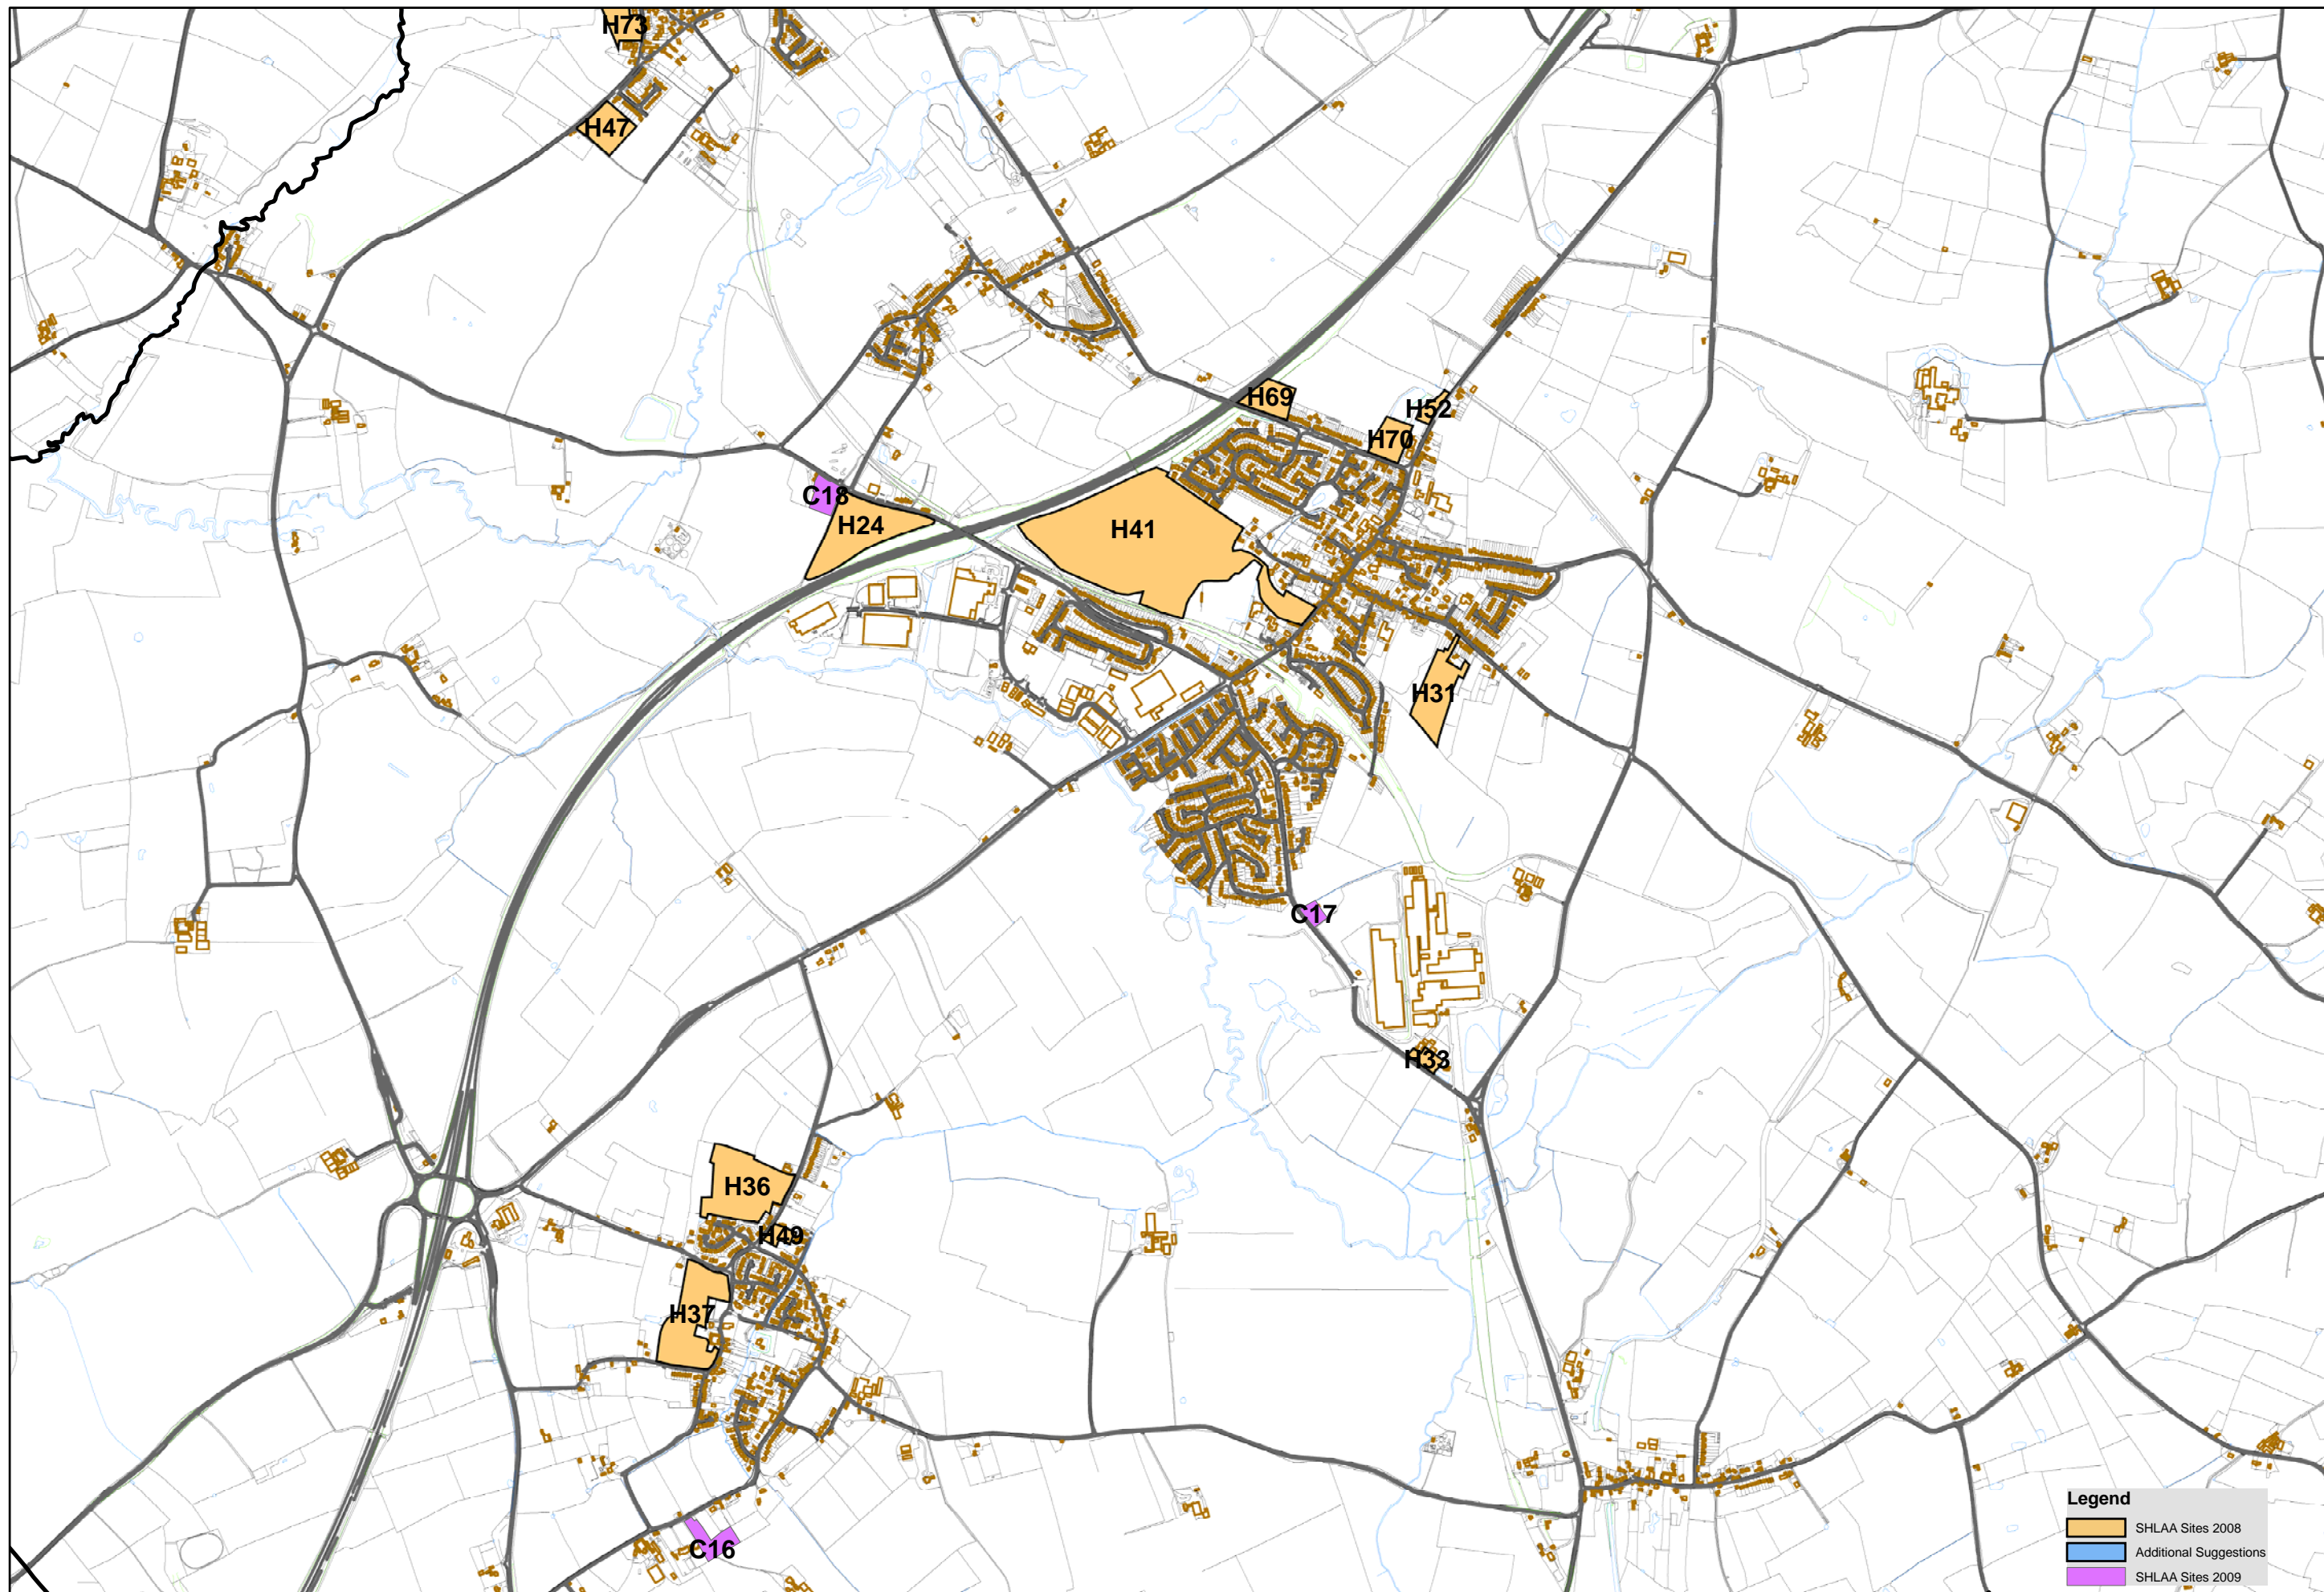 H73
H47
H69
H52
H70
C18
H24
H41
H31
C17
H33
H36
H49
H37
C16
Legend
SHLAA Sites 2008
Additional Suggestions
SHLAA Sites 2009